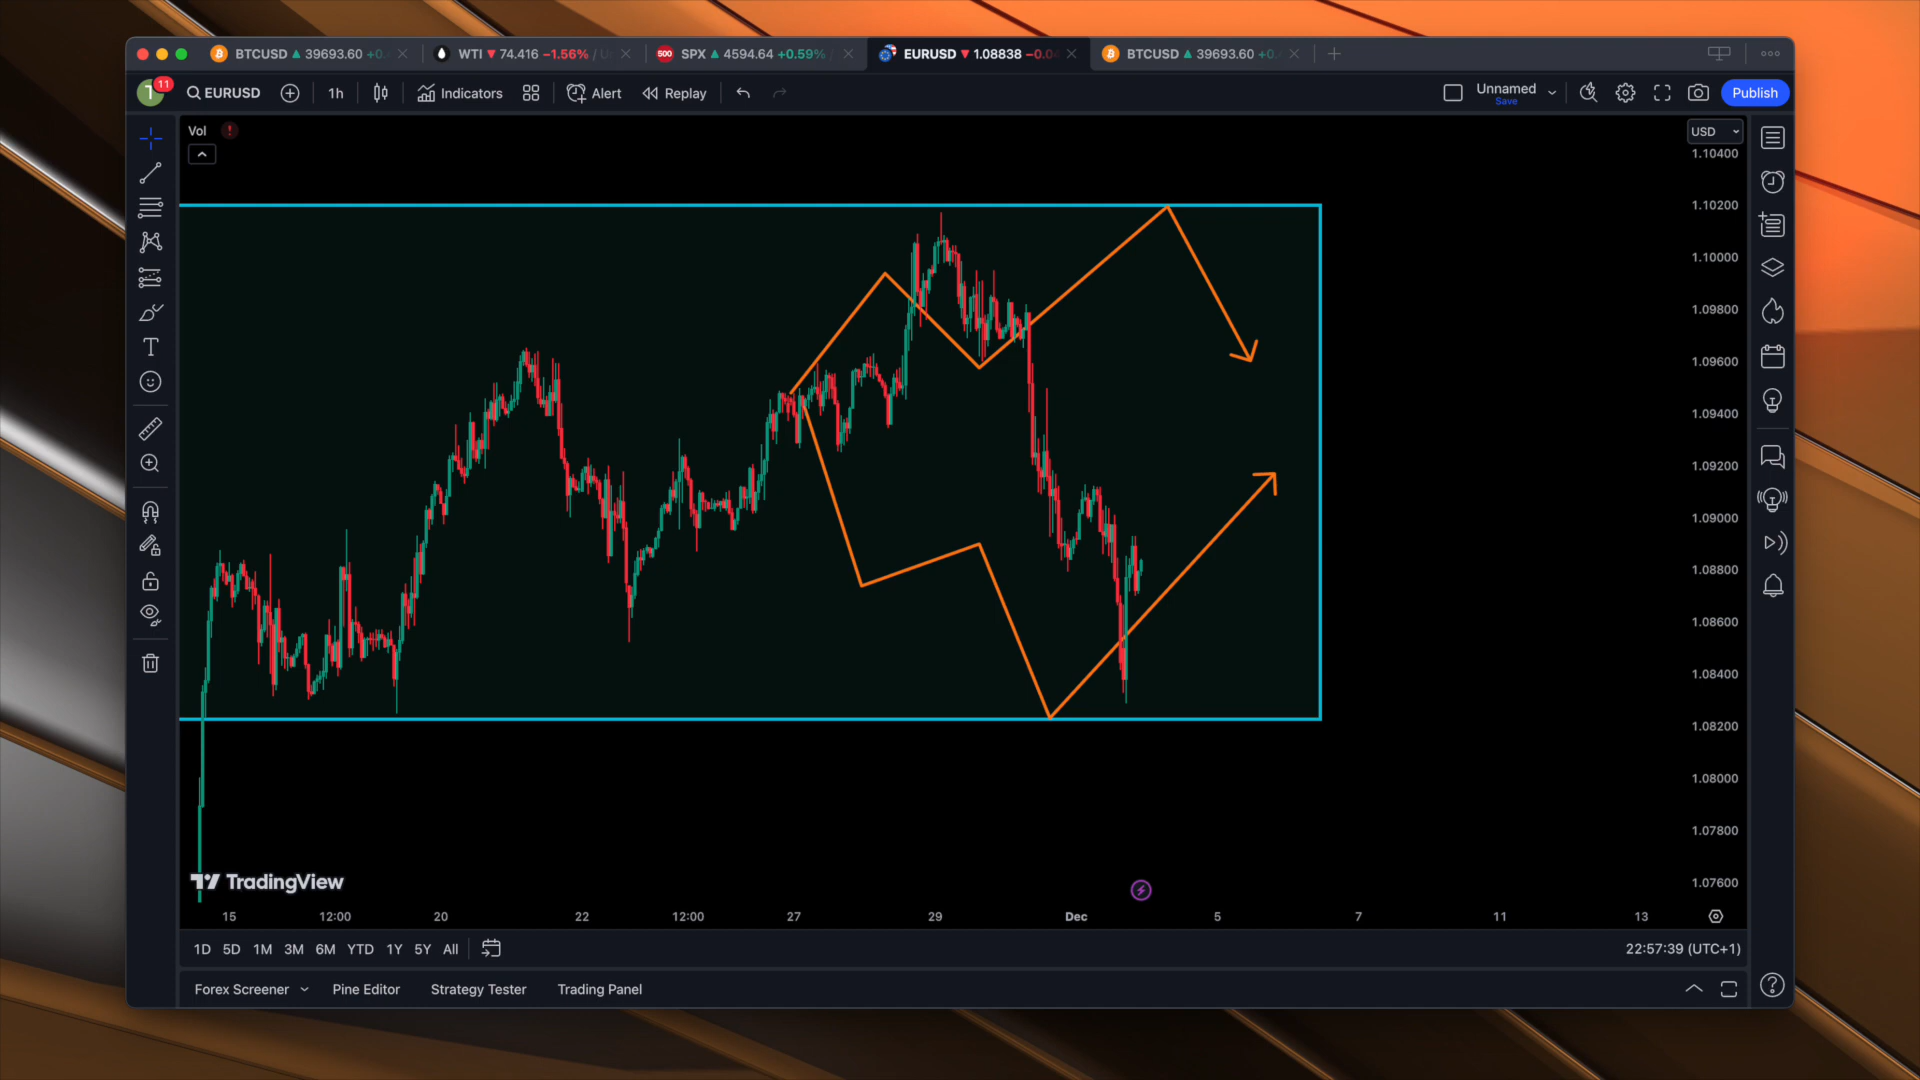 BTCUSD 39693.60 +0.
WTI 74.416 −1.56% / U
500 SPX 4594.64 +0.59% /
EURUSD 1.08838 −0.04
BTCUSD 39693.60 +0.
11
EURUSD
1h
Indicators
Alert
Replay
Unnamed
Save
Publish
Vol !
USD
1.10400
1.10200
1.10000
1.09800
1.09600
1.09400
1.09200
1.09000
1.08800
1.08600
1.08400
1.08200
1.08000
1.07800
1.07600
TradingView
15 12:00 20 22 12:00 27 29 Dec 5 7 11 13
1D 5D 1M 3M 6M YTD 1Y 5Y All
22:57:39 (UTC+1)
Forex Screener Pine Editor Strategy Tester Trading Panel